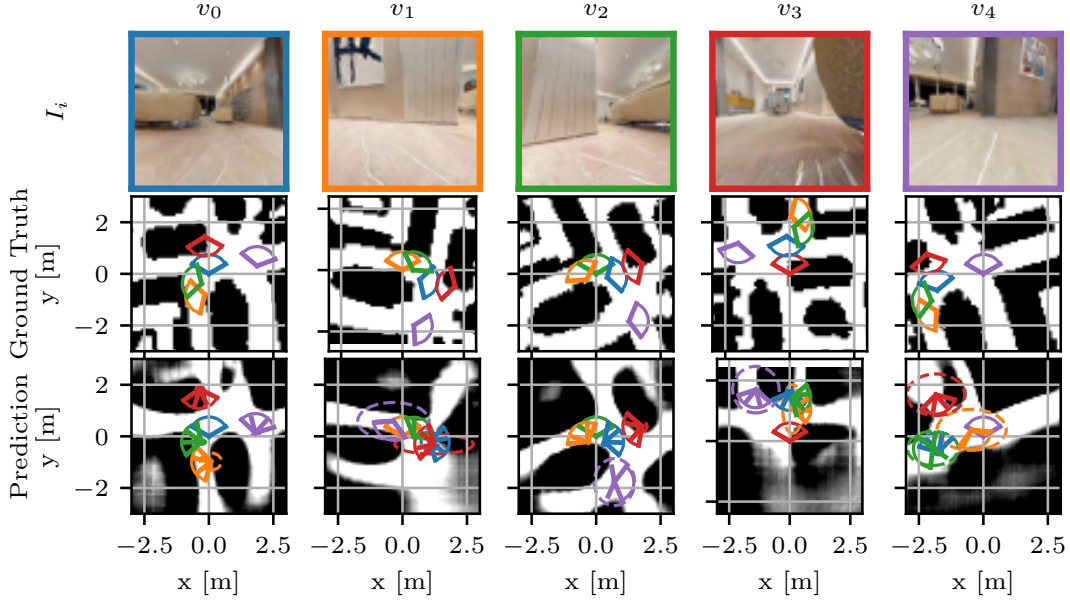 v0 v1 v2 v3 v4
I_i
Ground Truth
y [m]
2
0
−2
Prediction
y [m]
2
0
−2
−2.5 0.0 2.5 −2.5 0.0 2.5 −2.5 0.0 2.5 −2.5 0.0 2.5 −2.5 0.0 2.5
x [m] x [m] x [m] x [m] x [m]